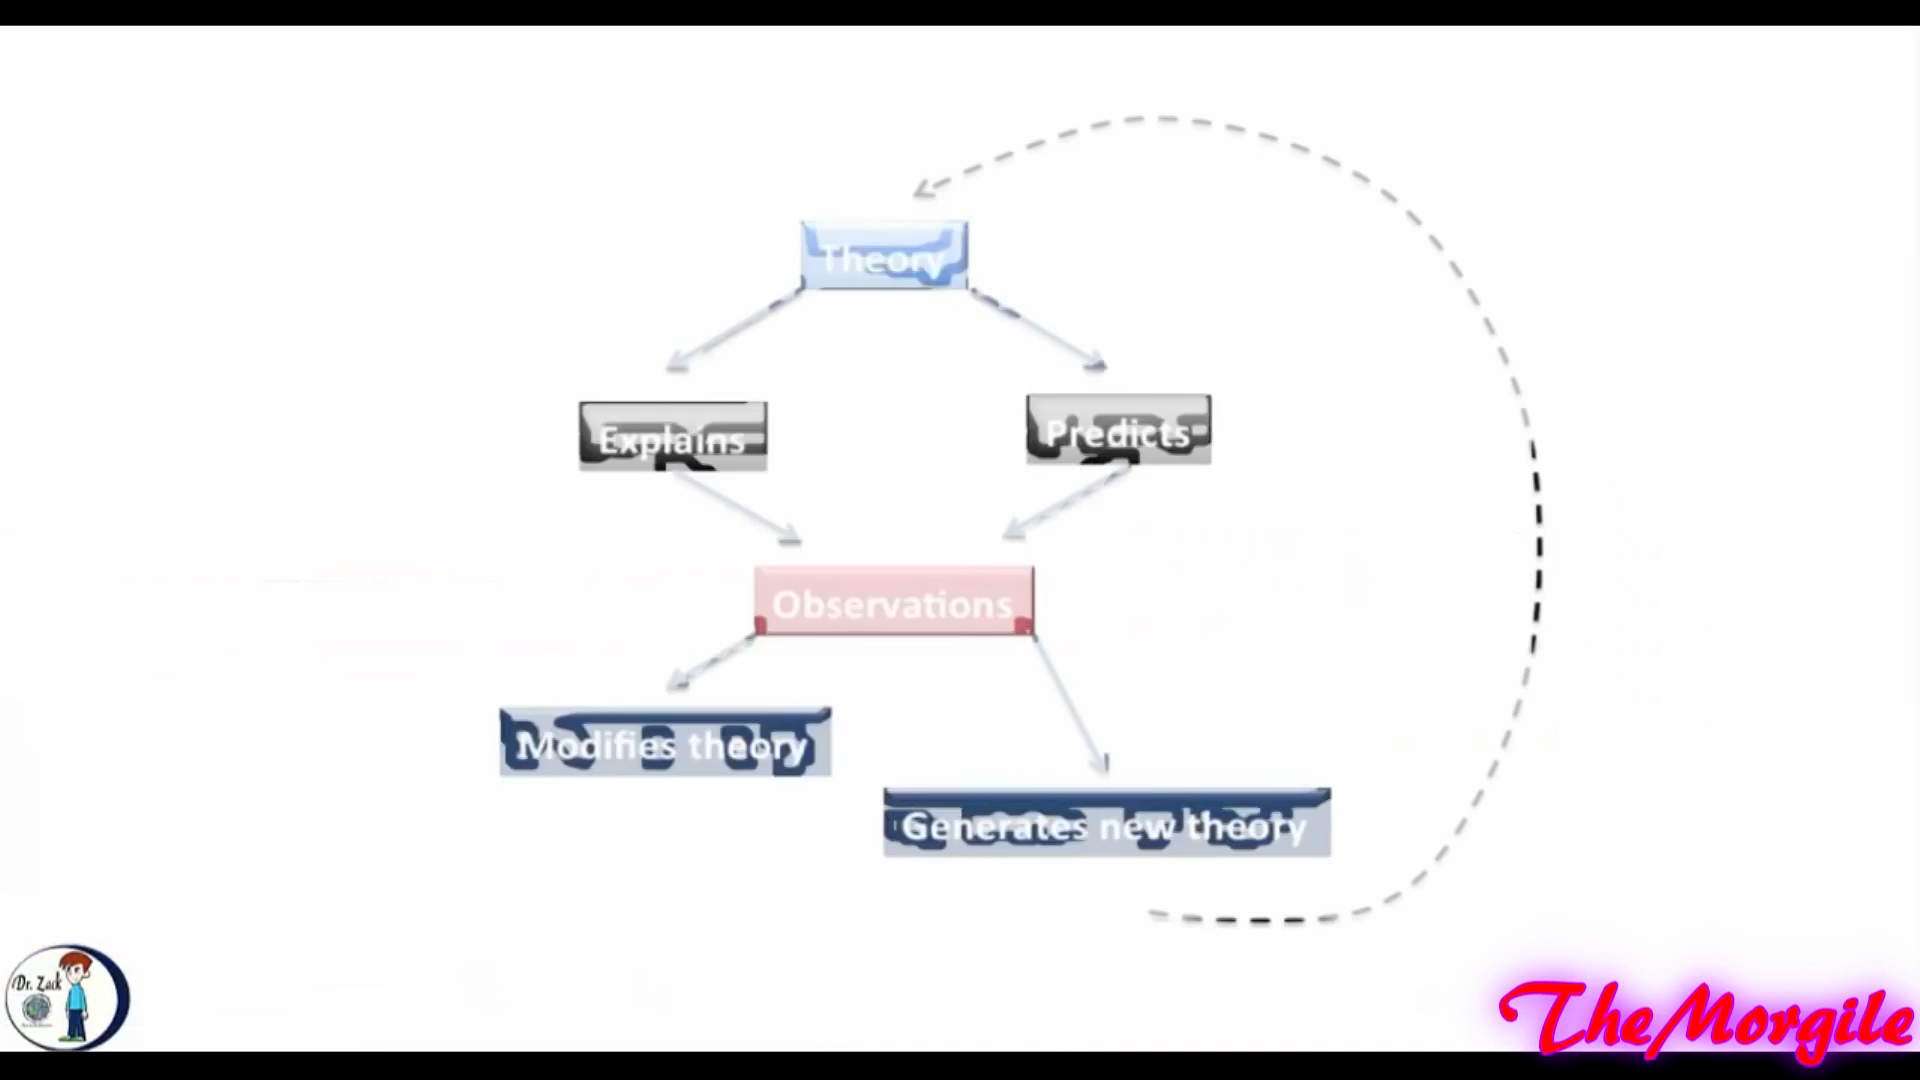 Theory
Explains
Predicts
Observations
Modifies theory
Generates new theory
Dr. Zack
TheMorgile